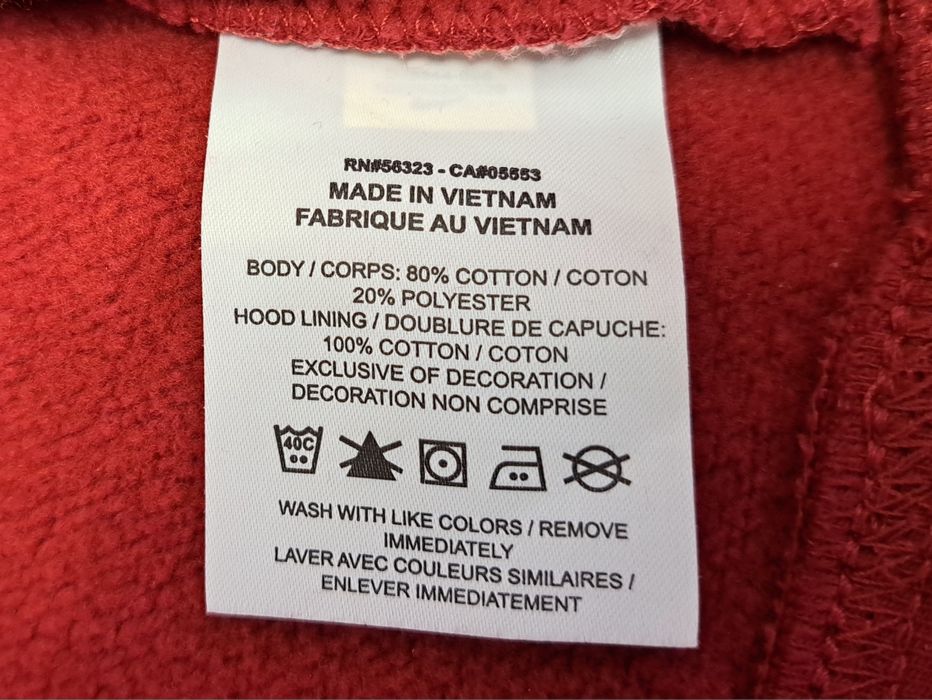 RN#56323 - CA#05553
MADE IN VIETNAM
FABRIQUE AU VIETNAM
BODY / CORPS: 80% COTTON / COTON
20% POLYESTER
HOOD LINING / DOUBLURE DE CAPUCHE:
100% COTTON / COTON
EXCLUSIVE OF DECORATION /
DECORATION NON COMPRISE
40C
WASH WITH LIKE COLORS / REMOVE
IMMEDIATELY
LAVER AVEC COULEURS SIMILAIRES /
ENLEVER IMMEDIATEMENT